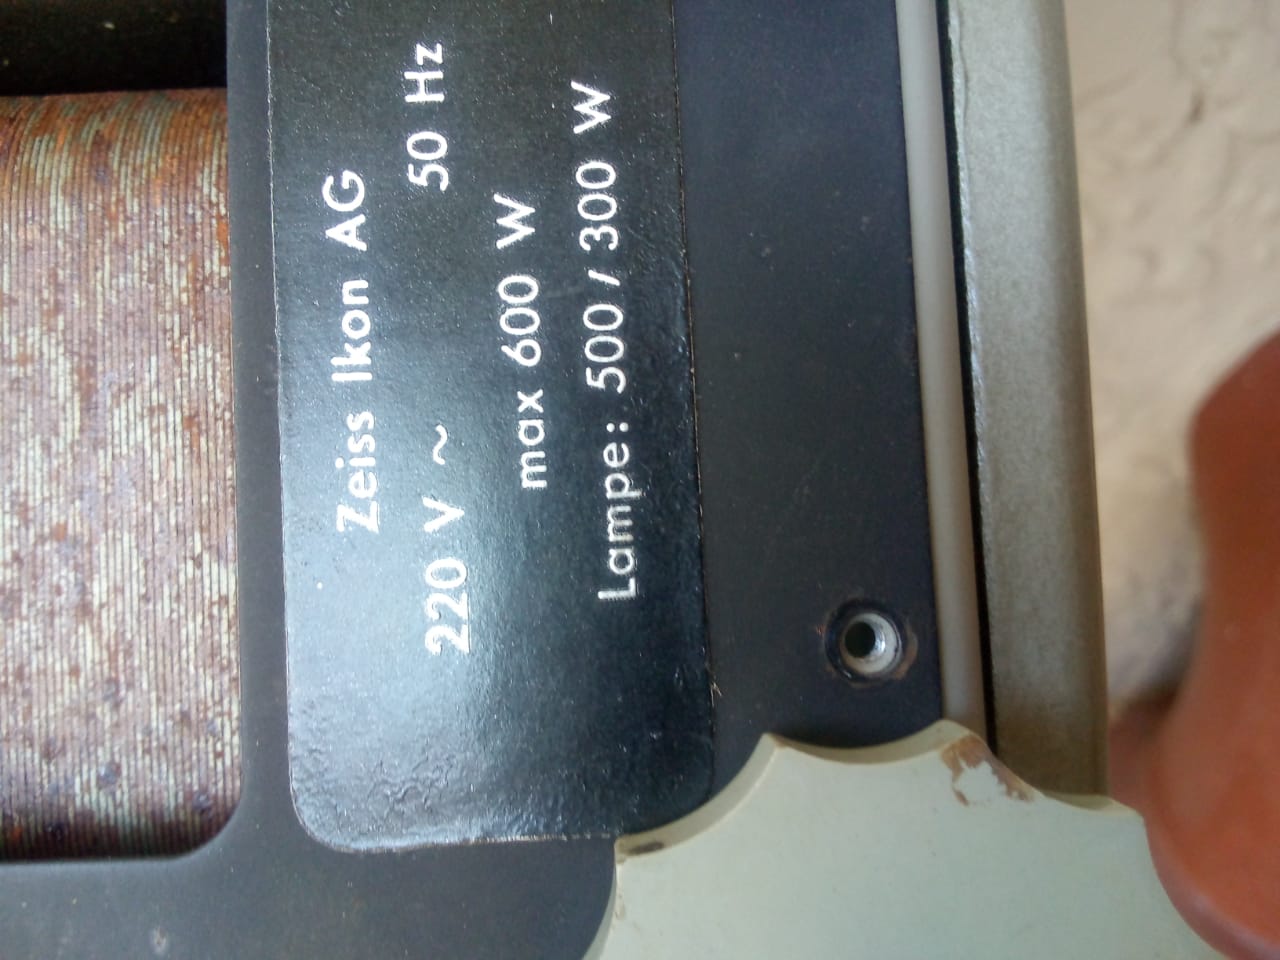 Zeiss Ikon AG
220 V ~ 50 Hz
max 600 W
Lampe: 500 / 300 W